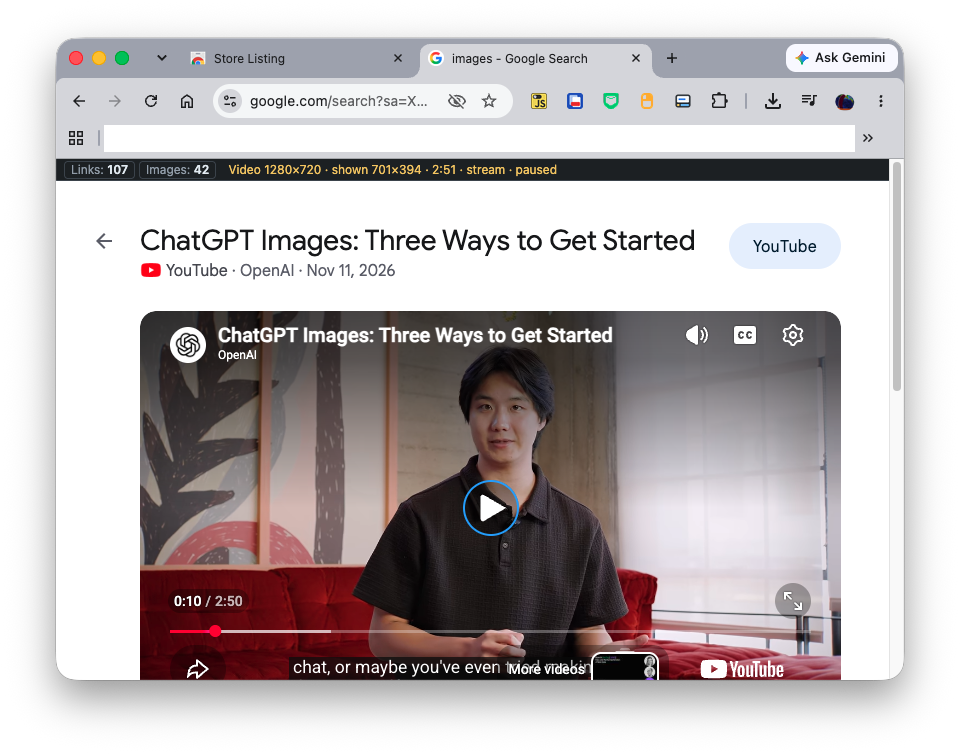 Store Listing
images - Google Search
Ask Gemini
google.com/search?sa=X...
JS
Links: 107
Images: 42
Video 1280×720 · shown 701×394 · 2:51 · stream · paused
ChatGPT Images: Three Ways to Get Started
YouTube
YouTube · OpenAI · Nov 11, 2026
ChatGPT Images: Three Ways to Get Started
OpenAI
CC
0:10 / 2:50
chat, or maybe you've even
More videos
YouTube